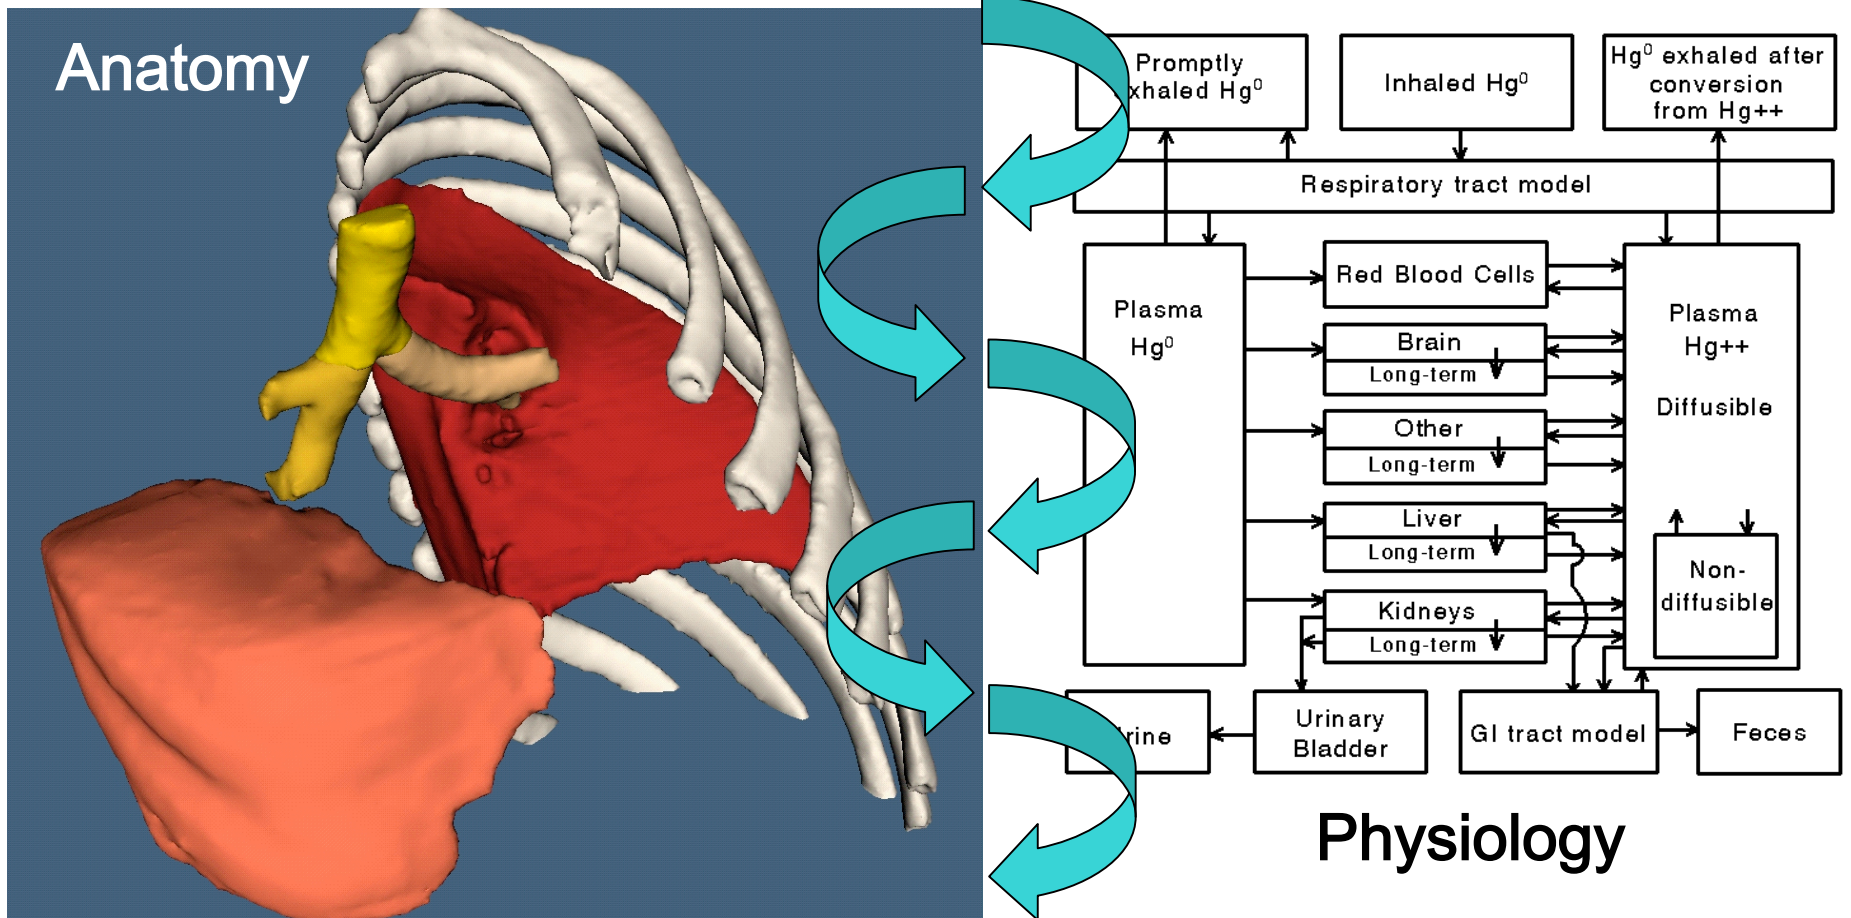 Anatomy
Promptly
xhaled Hg⁰
Inhaled Hg⁰
Hg⁰ exhaled after
conversion
from Hg++
Respiratory tract model
Plasma
Hg⁰
Red Blood Cells
Brain
Long-term
Other
Long-term
Liver
Long-term
Kidneys
Long-term
Plasma
Hg++
Diffusible
Non-
diffusible
rine
Urinary
Bladder
GI tract model
Feces
Physiology